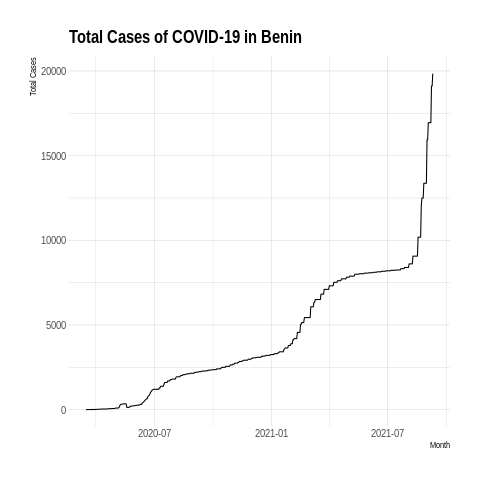 Total Cases of COVID-19 in Benin
Total Cases
20000
15000
10000
5000
0
2020-07 2021-01 2021-07
Month